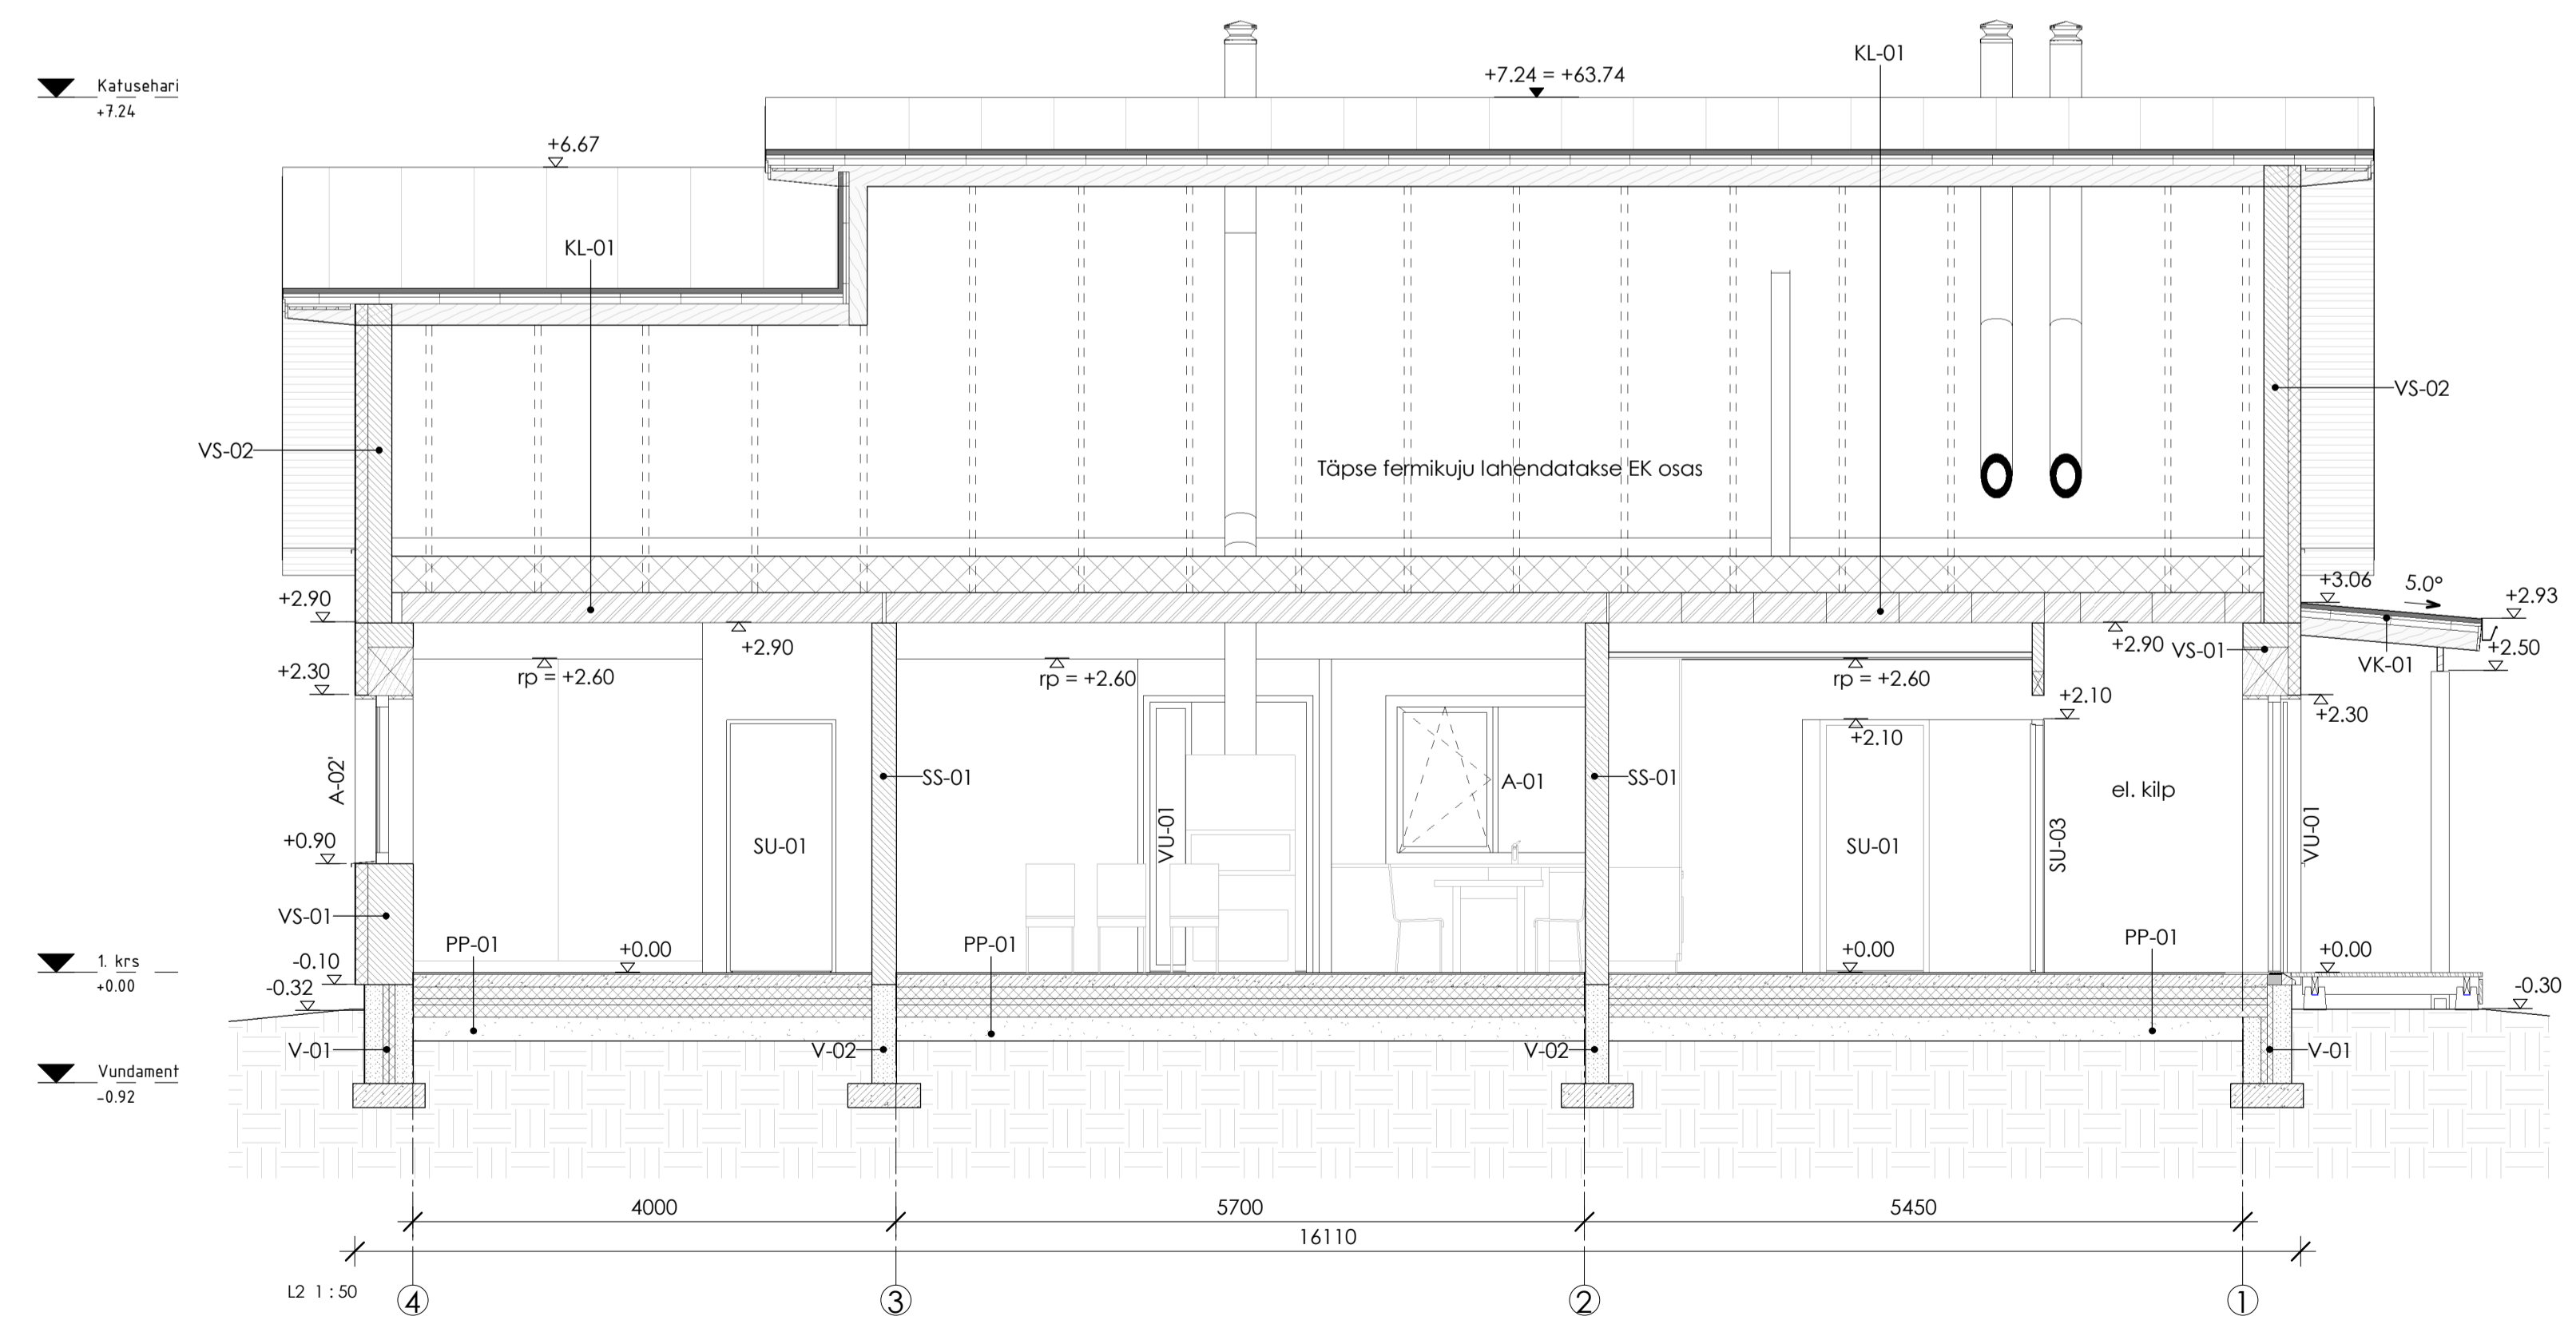 KL-01
Katusehari
+7.24
+7.24 = +63.74
+6.67
KL-01
VS-02
VS-02
Täpse fermikuju lahendatakse EK osas
+2.90
+3.06
5.0°
+2.93
+2.90
+2.90
VS-01
VK-01
+2.50
+2.30
rp = +2.60
rp = +2.60
rp = +2.60
+2.10
+2.30
+2.10
A-02'
SS-01
A-01
SS-01
el. kilp
VU-01
VU-01
+0.90
SU-01
SU-01
SU-03
VS-01
PP-01
PP-01
PP-01
+0.00
+0.00
+0.00
1. krs
+0.00
-0.10
-0.32
-0.30
V-01
V-02
V-02
V-01
Vundament
-0.92
4000
5700
5450
16110
L2 1 : 50
4
3
2
1